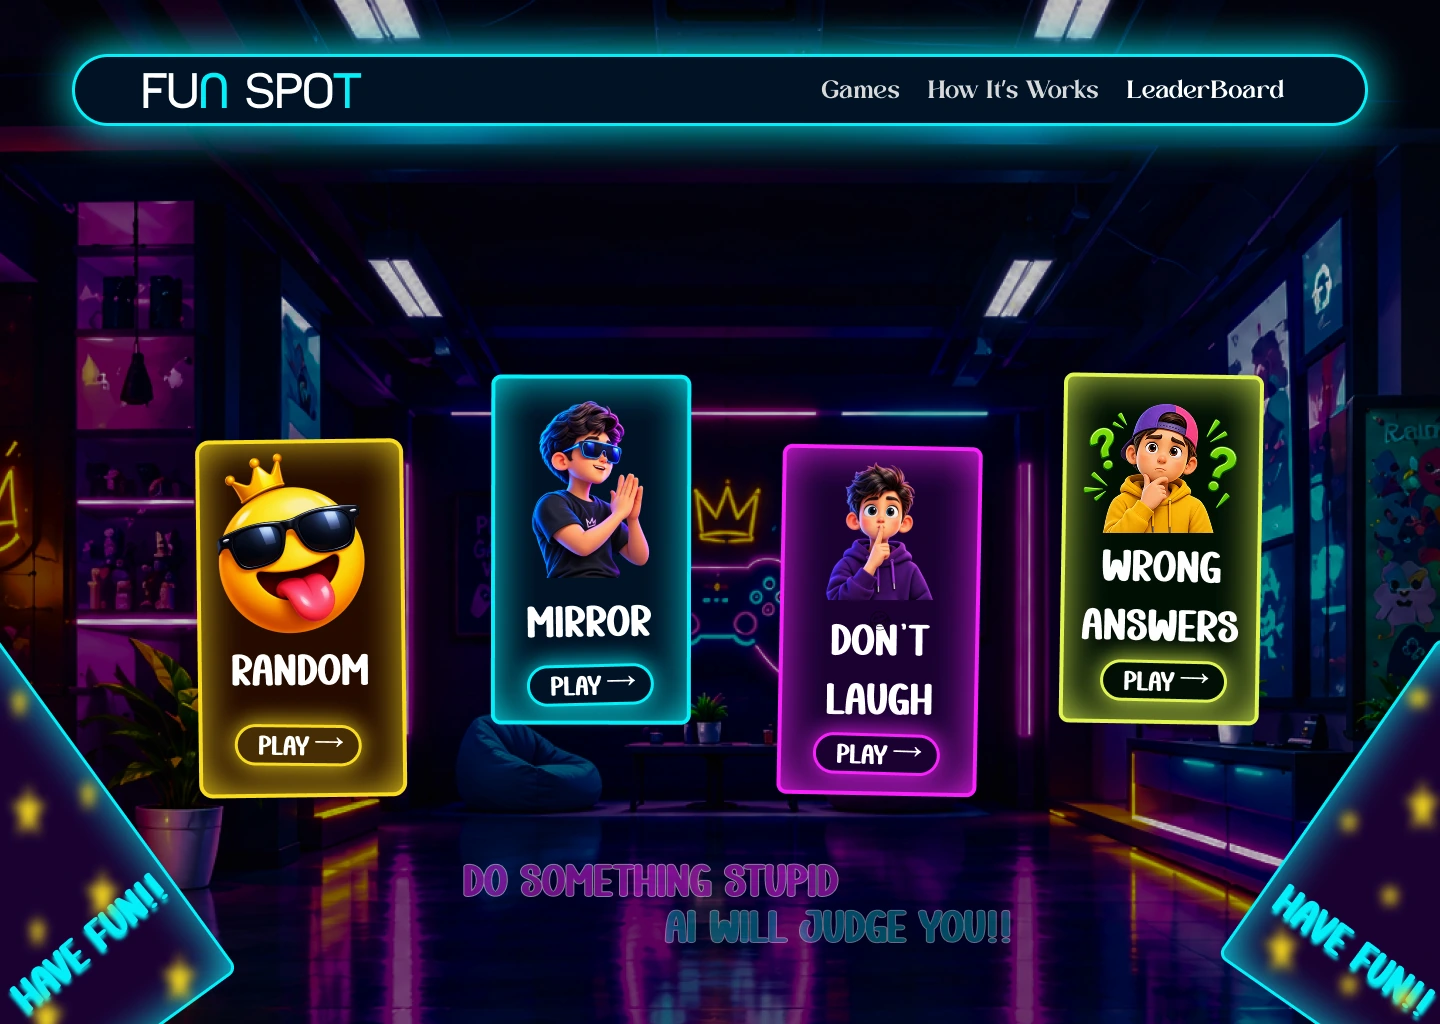 FUN SPOT
Games How It's Works LeaderBoard
RANDOM
PLAY →
MIRROR
PLAY →
DON'T
LAUGH
PLAY →
WRONG
ANSWERS
PLAY →
DO SOMETHING STUPID
AI WILL JUDGE YOU!!
HAVE FUN!!
HAVE FUN!!